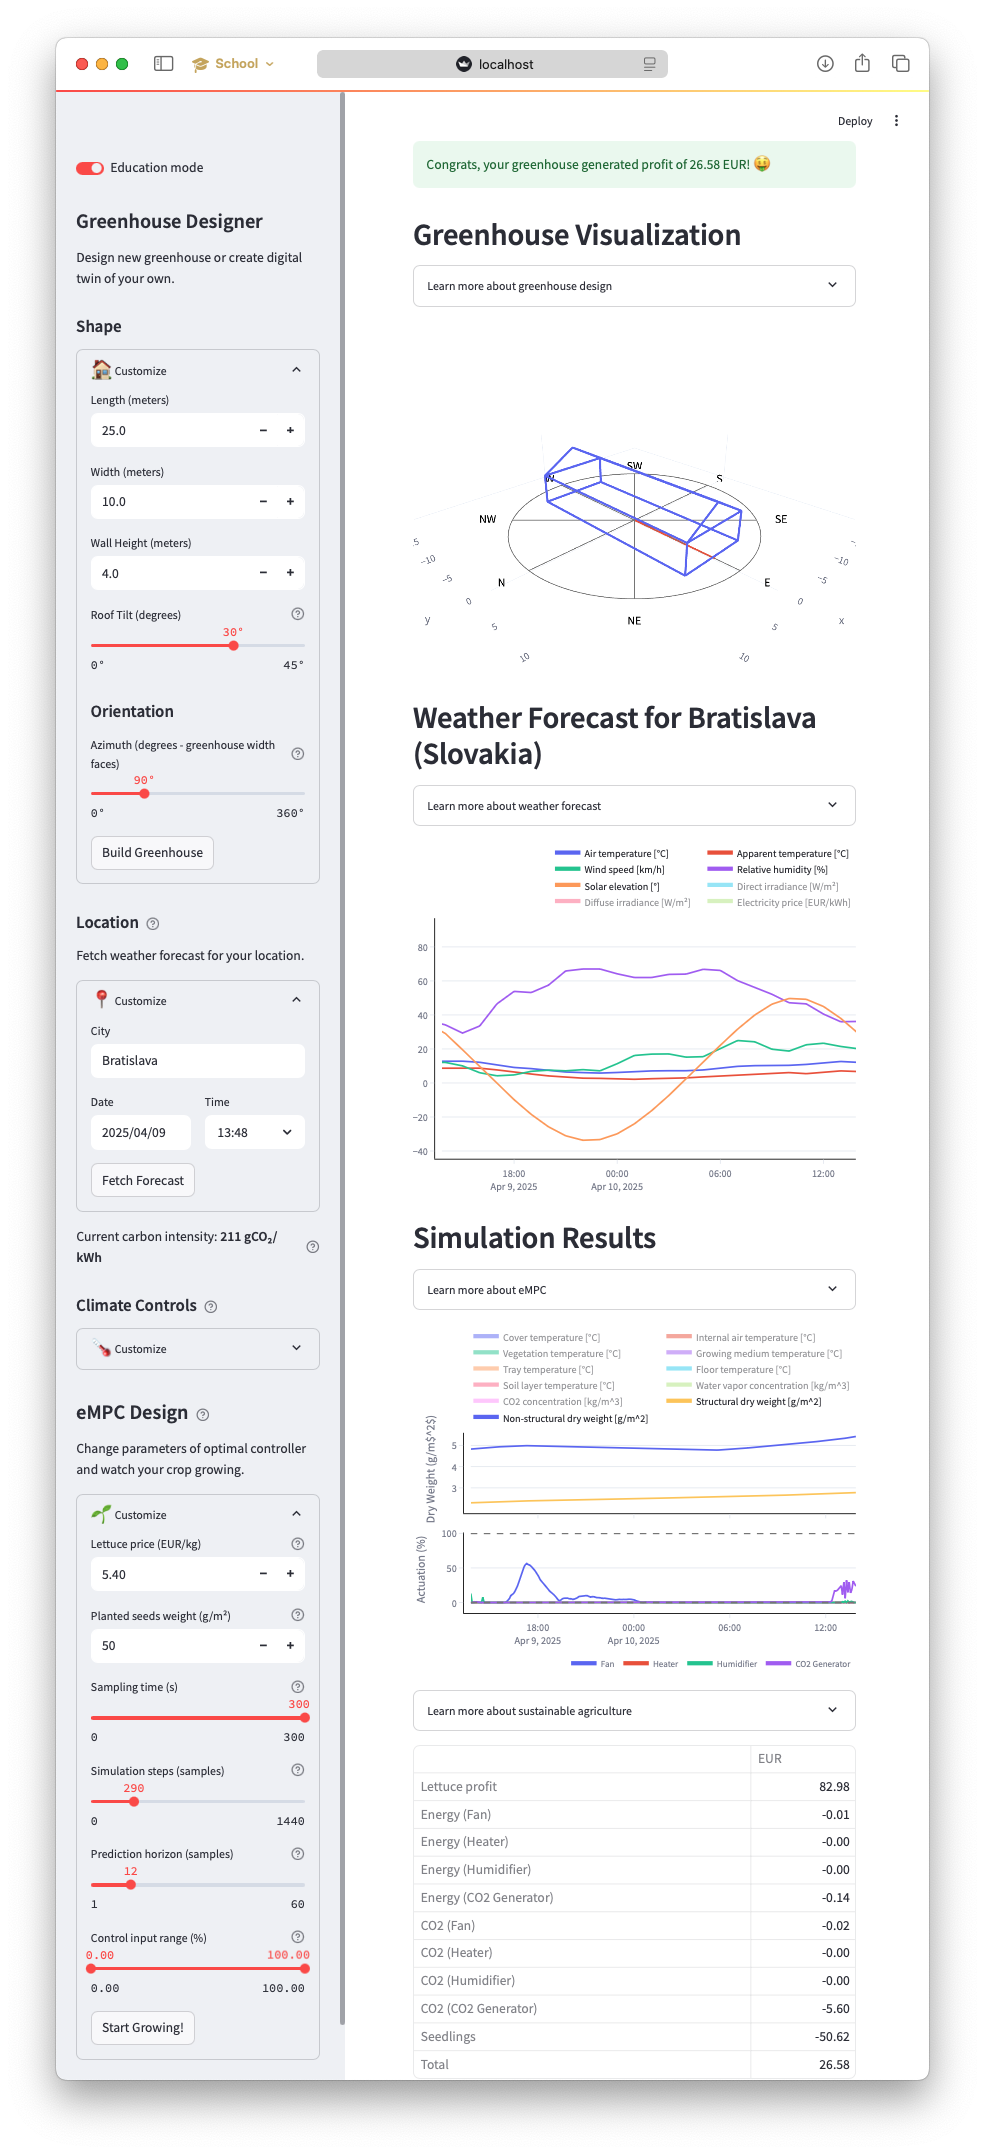 School
localhost
Deploy
Education mode
Greenhouse Designer
Design new greenhouse or create digital
twin of your own.
Shape
Customize
Length (meters)
25.0
Width (meters)
10.0
Wall Height (meters)
4.0
Roof Tilt (degrees)
30°
0° 45°
Orientation
Azimuth (degrees - greenhouse width
faces)
90°
0° 360°
Build Greenhouse
Location
Fetch weather forecast for your location.
Customize
City
Bratislava
Date Time
2025/04/09 13:48
Fetch Forecast
Current carbon intensity: 211 gCO₂/
kWh
Climate Controls
Customize
eMPC Design
Change parameters of optimal controller
and watch your crop growing.
Customize
Lettuce price (EUR/kg)
5.40
Planted seeds weight (g/m²)
50
Sampling time (s)
300
0 300
Simulation steps (samples)
290
0 1440
Prediction horizon (samples)
12
1 60
Control input range (%)
0.00 100.00
0.00 100.00
Start Growing!
Congrats, your greenhouse generated profit of 26.58 EUR!
Greenhouse Visualization
Learn more about greenhouse design
SW
W S
NW SE
N E
NE
5 −10 −5 0 5 10
y
−10 −5 0 5 10
x
Weather Forecast for Bratislava
(Slovakia)
Learn more about weather forecast
Air temperature [°C] Apparent temperature [°C]
Wind speed [km/h] Relative humidity [%]
Solar elevation [°] Direct irradiance [W/m²]
Diffuse irradiance [W/m²] Electricity price [EUR/kWh]
80
60
40
20
0
−20
−40
18:00 00:00 06:00 12:00
Apr 9, 2025 Apr 10, 2025
Simulation Results
Learn more about eMPC
Cover temperature [°C] Internal air temperature [°C]
Vegetation temperature [°C] Growing medium temperature [°C]
Tray temperature [°C] Floor temperature [°C]
Soil layer temperature [°C] Water vapor concentration [kg/m^3]
CO2 concentration [kg/m^3] Structural dry weight [g/m^2]
Non-structural dry weight [g/m^2]
Dry Weight (g/m$^2$)
5
4
3
Actuation (%)
100
50
0
18:00 00:00 06:00 12:00
Apr 9, 2025 Apr 10, 2025
Fan Heater Humidifier CO2 Generator
Learn more about sustainable agriculture
EUR
Lettuce profit 82.98
Energy (Fan) -0.01
Energy (Heater) -0.00
Energy (Humidifier) -0.00
Energy (CO2 Generator) -0.14
CO2 (Fan) -0.02
CO2 (Heater) -0.00
CO2 (Humidifier) -0.00
CO2 (CO2 Generator) -5.60
Seedlings -50.62
Total 26.58